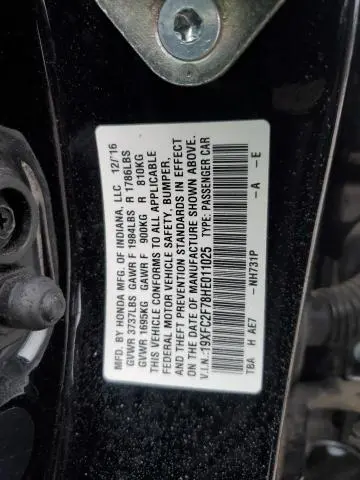 MFD. BY HONDA MFG. OF INDIANA, LLC 12/16
GVWR 3737LBS GAWR F 1984LBS R 1786LBS
GVWR 1695KG GAWR F 900KG R 810KG
THIS VEHICLE CONFORMS TO ALL APPLICABLE
FEDERAL MOTOR VEHICLE SAFETY, BUMPER,
AND THEFT PREVENTION STANDARDS IN EFFECT
ON THE DATE OF MANUFACTURE SHOWN ABOVE.
V.I.N.: 19XFC2F78HE011025 TYPE: PASSENGER CAR
TBA H AE7 -NH731P -A -E